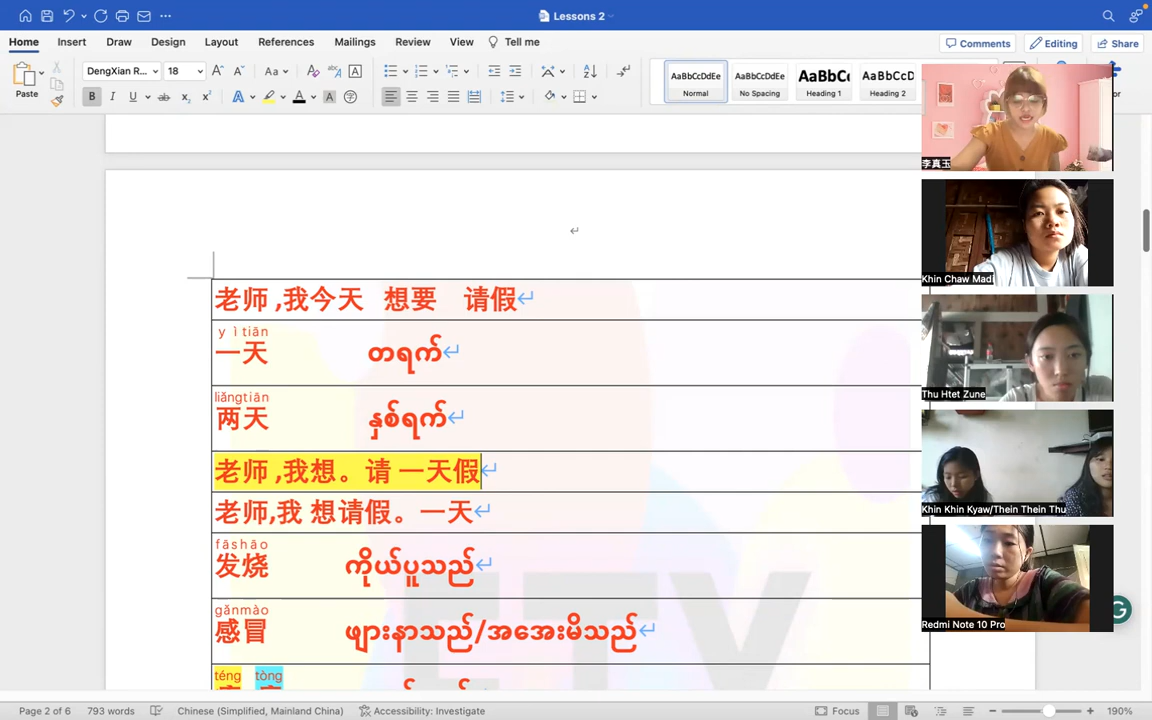 Lessons 2
Home Insert Draw Design Layout References Mailings Review View Tell me
Comments Editing Share
Paste
DengXian R... 18
AaBbCcDdEe AaBbCcDdEe AaBbC AaBbCcD
Normal No Spacing Heading 1 Heading 2
老师 ,我今天 想要 请假
yìtiān
一天 တရက်
liǎngtiān
两天 နှစ်ရက်
老师 ,我想。请 一天假
老师,我 想请假。一天
fāshāo
发烧 ကိုယ်ပူသည်
gǎnmào
感冒 ဖျားနာသည်/အအေးမိသည်
téng tòng
ETV
李真玉
Khin Chaw Madi
Thu Htet Zune
Khin Khin Kyaw/Thein Thein Thu
Redmi Note 10 Pro
Page 2 of 6 793 words Chinese (Simplified, Mainland China) Accessibility: Investigate Focus 190%